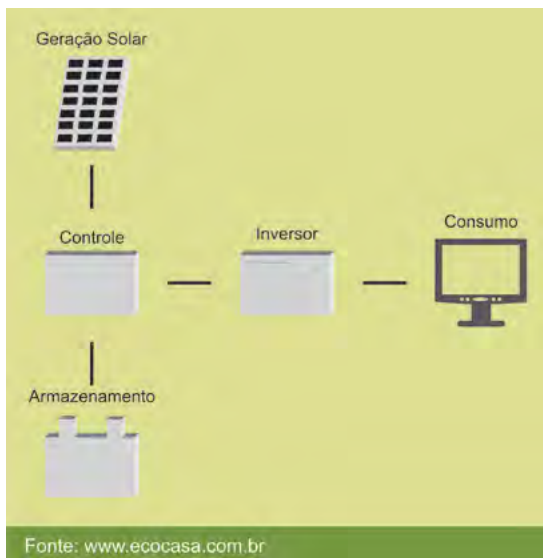 Geração Solar
Controle
Inversor
Consumo
Armazenamento
Fonte: www.ecocasa.com.br